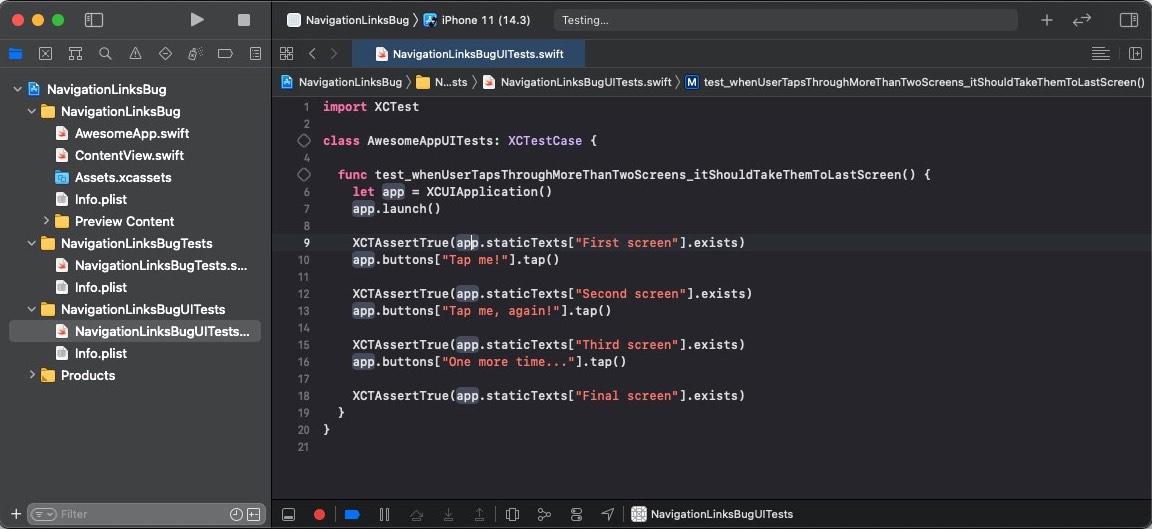 NavigationLinksBug iPhone 11 (14.3) Testing...
NavigationLinksBugUITests.swift
NavigationLinksBug N...sts NavigationLinksBugUITests.swift M test_whenUserTapsThroughMoreThanTwoScreens_itShouldTakeThemToLastScreen()
NavigationLinksBug
NavigationLinksBug
AwesomeApp.swift
ContentView.swift
Assets.xcassets
Info.plist
Preview Content
NavigationLinksBugTests
NavigationLinksBugTests.s...
Info.plist
NavigationLinksBugUITests
NavigationLinksBugUITests...
Info.plist
Products
Filter
1 import XCTest
2
class AwesomeAppUITests: XCTestCase {
4
func test_whenUserTapsThroughMoreThanTwoScreens_itShouldTakeThemToLastScreen() {
6 let app = XCUIApplication()
7 app.launch()
8
9 XCTAssertTrue(app.staticTexts["First screen"].exists)
10 app.buttons["Tap me!"].tap()
11
12 XCTAssertTrue(app.staticTexts["Second screen"].exists)
13 app.buttons["Tap me, again!"].tap()
14
15 XCTAssertTrue(app.staticTexts["Third screen"].exists)
16 app.buttons["One more time..."].tap()
17
18 XCTAssertTrue(app.staticTexts["Final screen"].exists)
19 }
20 }
21
NavigationLinksBugUITests